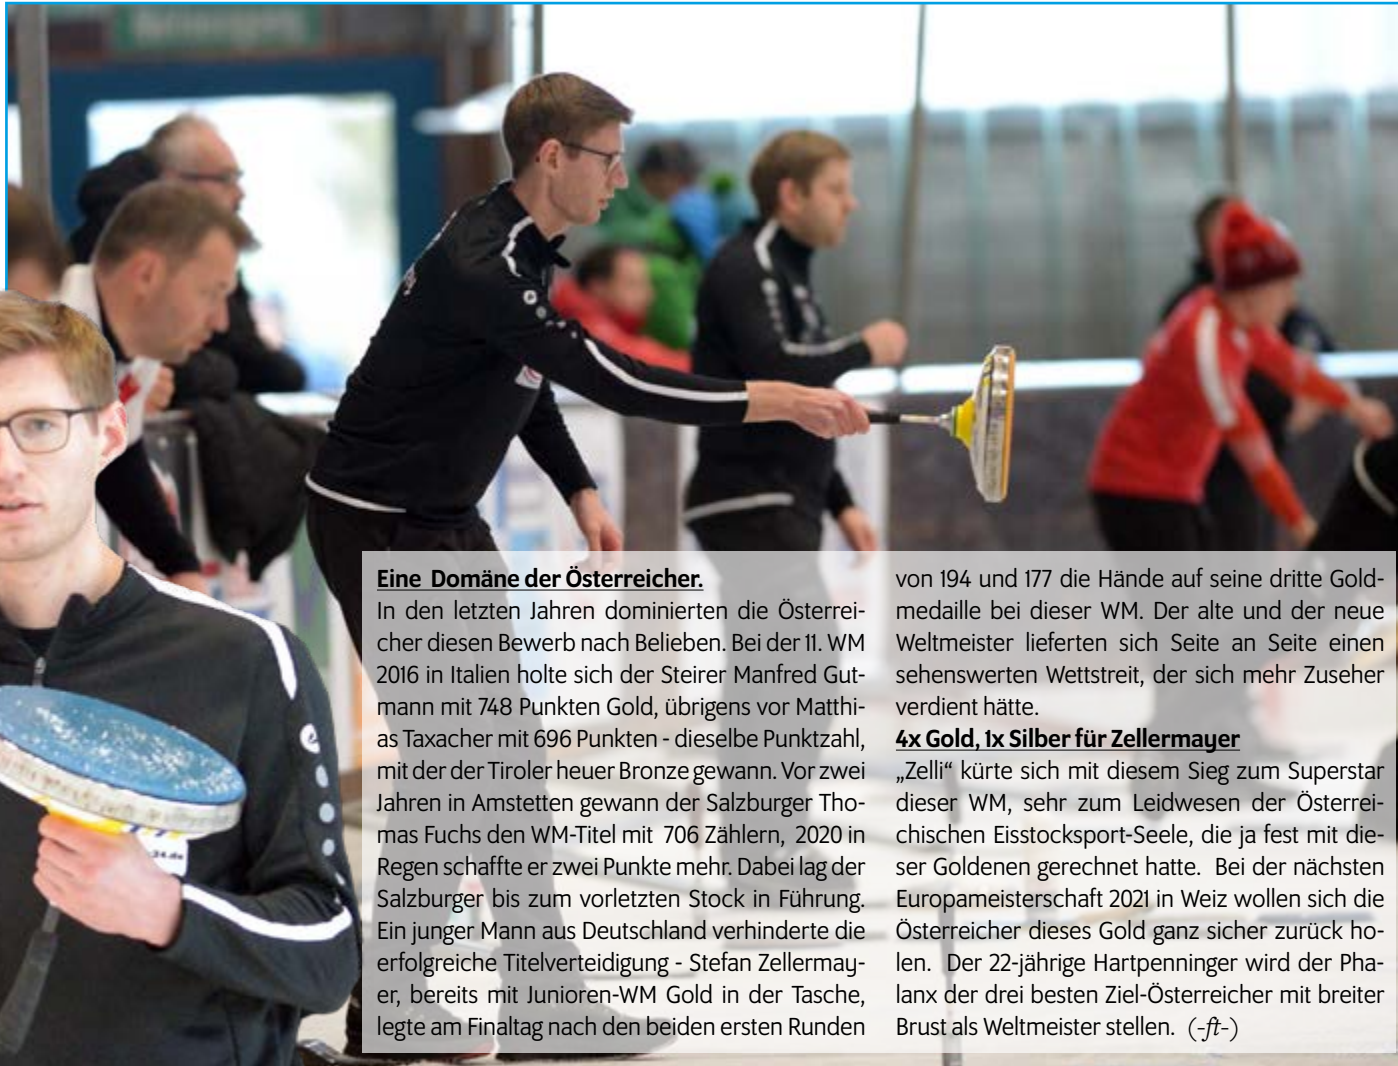 Eine Domäne der Österreicher.
In den letzten Jahren dominierten die Österrei-
cher diesen Bewerb nach Belieben. Bei der 11. WM
2016 in Italien holte sich der Steirer Manfred Gut-
mann mit 748 Punkten Gold, übrigens vor Matthi-
as Taxacher mit 696 Punkten - dieselbe Punktzahl,
mit der der Tiroler heuer Bronze gewann. Vor zwei
Jahren in Amstetten gewann der Salzburger Tho-
mas Fuchs den WM-Titel mit 706 Zählern, 2020 in
Regen schaffte er zwei Punkte mehr. Dabei lag der
Salzburger bis zum vorletzten Stock in Führung.
Ein junger Mann aus Deutschland verhinderte die
erfolgreiche Titelverteidigung - Stefan Zellermay-
er, bereits mit Junioren-WM Gold in der Tasche,
legte am Finaltag nach den beiden ersten Runden
von 194 und 177 die Hände auf seine dritte Gold-
medaille bei dieser WM. Der alte und der neue
Weltmeister lieferten sich Seite an Seite einen
sehenswerten Wettstreit, der sich mehr Zuseher
verdient hätte.
4x Gold, 1x Silber für Zellermayer
„Zelli“ kürte sich mit diesem Sieg zum Superstar
dieser WM, sehr zum Leidwesen der Österrei-
chischen Eisstocksport-Seele, die ja fest mit die-
ser Goldenen gerechnet hatte. Bei der nächsten
Europameisterschaft 2021 in Weiz wollen sich die
Österreicher dieses Gold ganz sicher zurück ho-
len. Der 22-jährige Hartpenninger wird der Pha-
lanx der drei besten Ziel-Österreicher mit breiter
Brust als Weltmeister stellen. (-ft-)